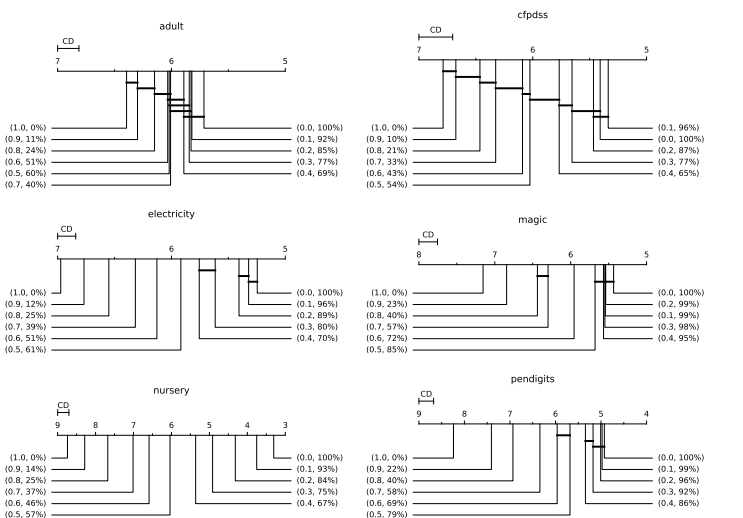 adult
CD
7 6 5
(1.0, 0%) (0.0, 100%)
(0.9, 11%) (0.1, 92%)
(0.8, 24%) (0.2, 85%)
(0.6, 51%) (0.3, 77%)
(0.5, 60%) (0.4, 69%)
(0.7, 40%)
cfpdss
CD
7 6 5
(1.0, 0%) (0.1, 96%)
(0.9, 10%) (0.0, 100%)
(0.8, 21%) (0.2, 87%)
(0.7, 33%) (0.3, 77%)
(0.6, 43%) (0.4, 65%)
(0.5, 54%)
electricity
CD
7 6 5
(1.0, 0%) (0.0, 100%)
(0.9, 12%) (0.1, 96%)
(0.8, 25%) (0.2, 89%)
(0.7, 39%) (0.3, 80%)
(0.6, 51%) (0.4, 70%)
(0.5, 61%)
magic
CD
8 7 6 5
(1.0, 0%) (0.0, 100%)
(0.9, 23%) (0.2, 99%)
(0.8, 40%) (0.1, 99%)
(0.7, 57%) (0.3, 98%)
(0.6, 72%) (0.4, 95%)
(0.5, 85%)
nursery
CD
9 8 7 6 5 4 3
(1.0, 0%) (0.0, 100%)
(0.9, 14%) (0.1, 93%)
(0.8, 25%) (0.2, 84%)
(0.7, 37%) (0.3, 75%)
(0.6, 46%) (0.4, 67%)
(0.5, 57%)
pendigits
CD
9 8 7 6 5 4
(1.0, 0%) (0.0, 100%)
(0.9, 22%) (0.1, 99%)
(0.8, 40%) (0.2, 96%)
(0.7, 58%) (0.3, 92%)
(0.6, 69%) (0.4, 86%)
(0.5, 79%)